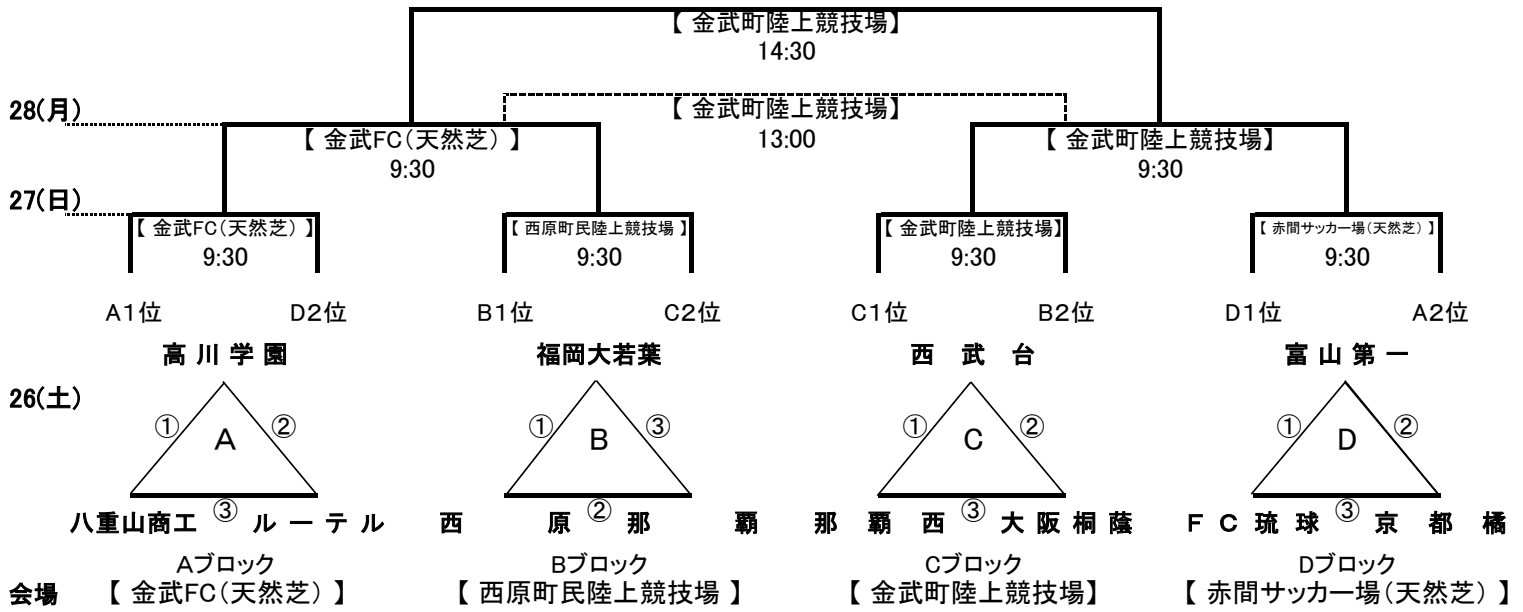 【 金武町陸上競技場】
14:30
28(月)
【 金武町陸上競技場】
13:00
【 金武FC(天然芝) 】
9:30
【 金武町陸上競技場】
9:30
27(日)
【 金武FC(天然芝) 】
9:30
【 西原町民陸上競技場 】
9:30
【 金武町陸上競技場】
9:30
【 赤間サッカー場(天然芝) 】
9:30
A1位 D2位 B1位 C2位 C1位 B2位 D1位 A2位
高川学園 福岡大若葉 西武台 富山第一
26(土)
① A ② ① B ③ ① C ② ① D ②
八重山商工 ③ ルーテル 西原 ② 那覇 那覇西 ③ 大阪桐蔭 FC琉球 ③ 京都橘
Aブロック Bブロック Cブロック Dブロック
会場 【 金武FC(天然芝) 】 【 西原町民陸上競技場 】 【 金武町陸上競技場】 【 赤間サッカー場(天然芝) 】